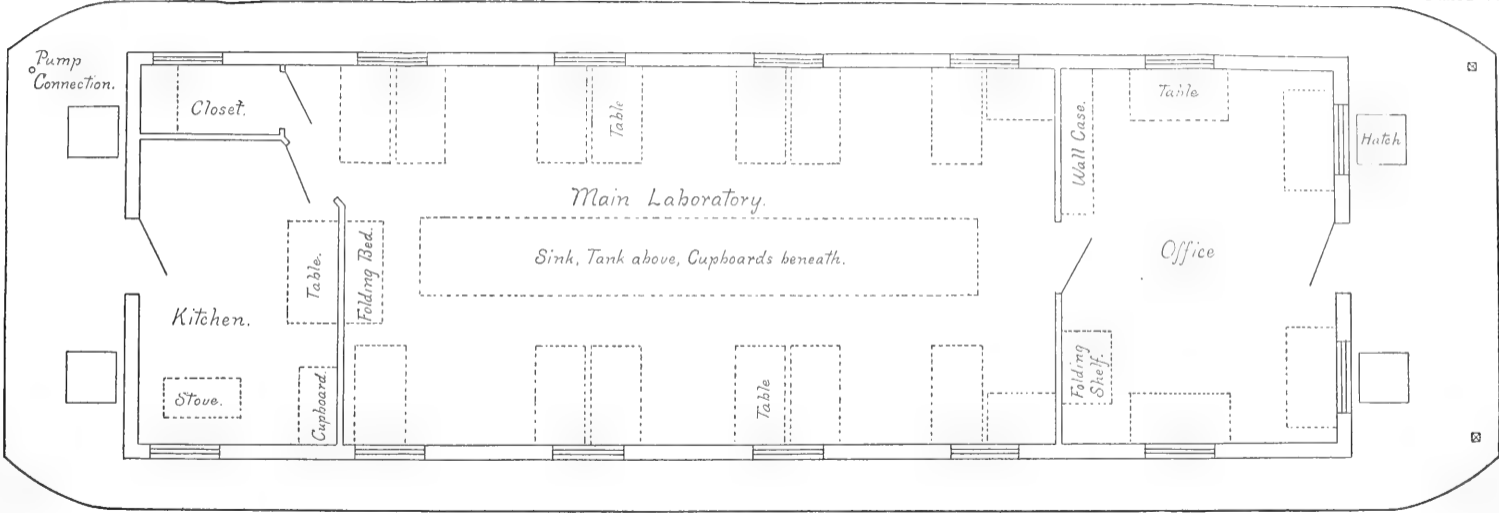 Pump
Connection.
Closet.
Table
Table
Hatch
Wall Case.
Main Laboratory.
Sink, Tank above, Cupboards beneath.
Office
Table.
Folding Bed.
Kitchen.
Stove.
Cupboard.
Table
Folding
Shelf.